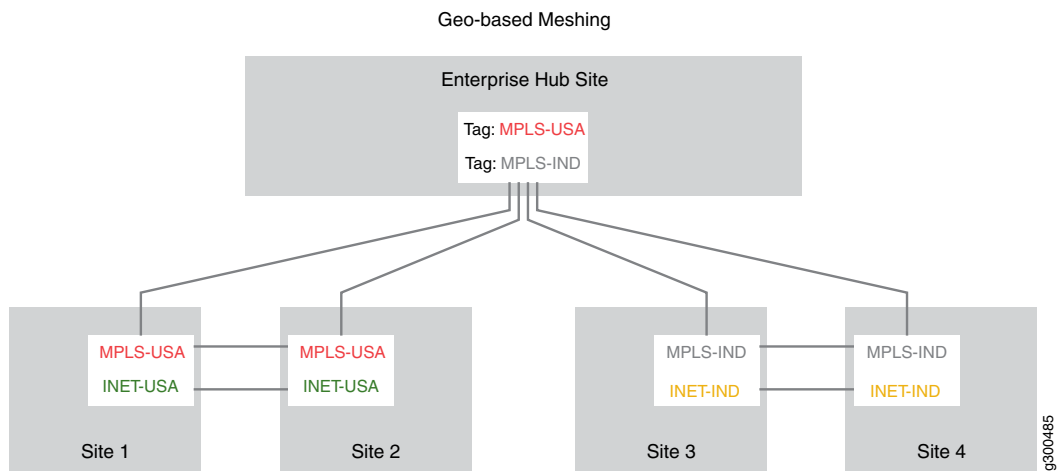 Geo-based Meshing
Enterprise Hub Site
Tag: MPLS-USA
Tag: MPLS-IND
MPLS-USA
INET-USA
Site 1
MPLS-USA
INET-USA
Site 2
MPLS-IND
INET-IND
Site 3
MPLS-IND
INET-IND
Site 4
g300485